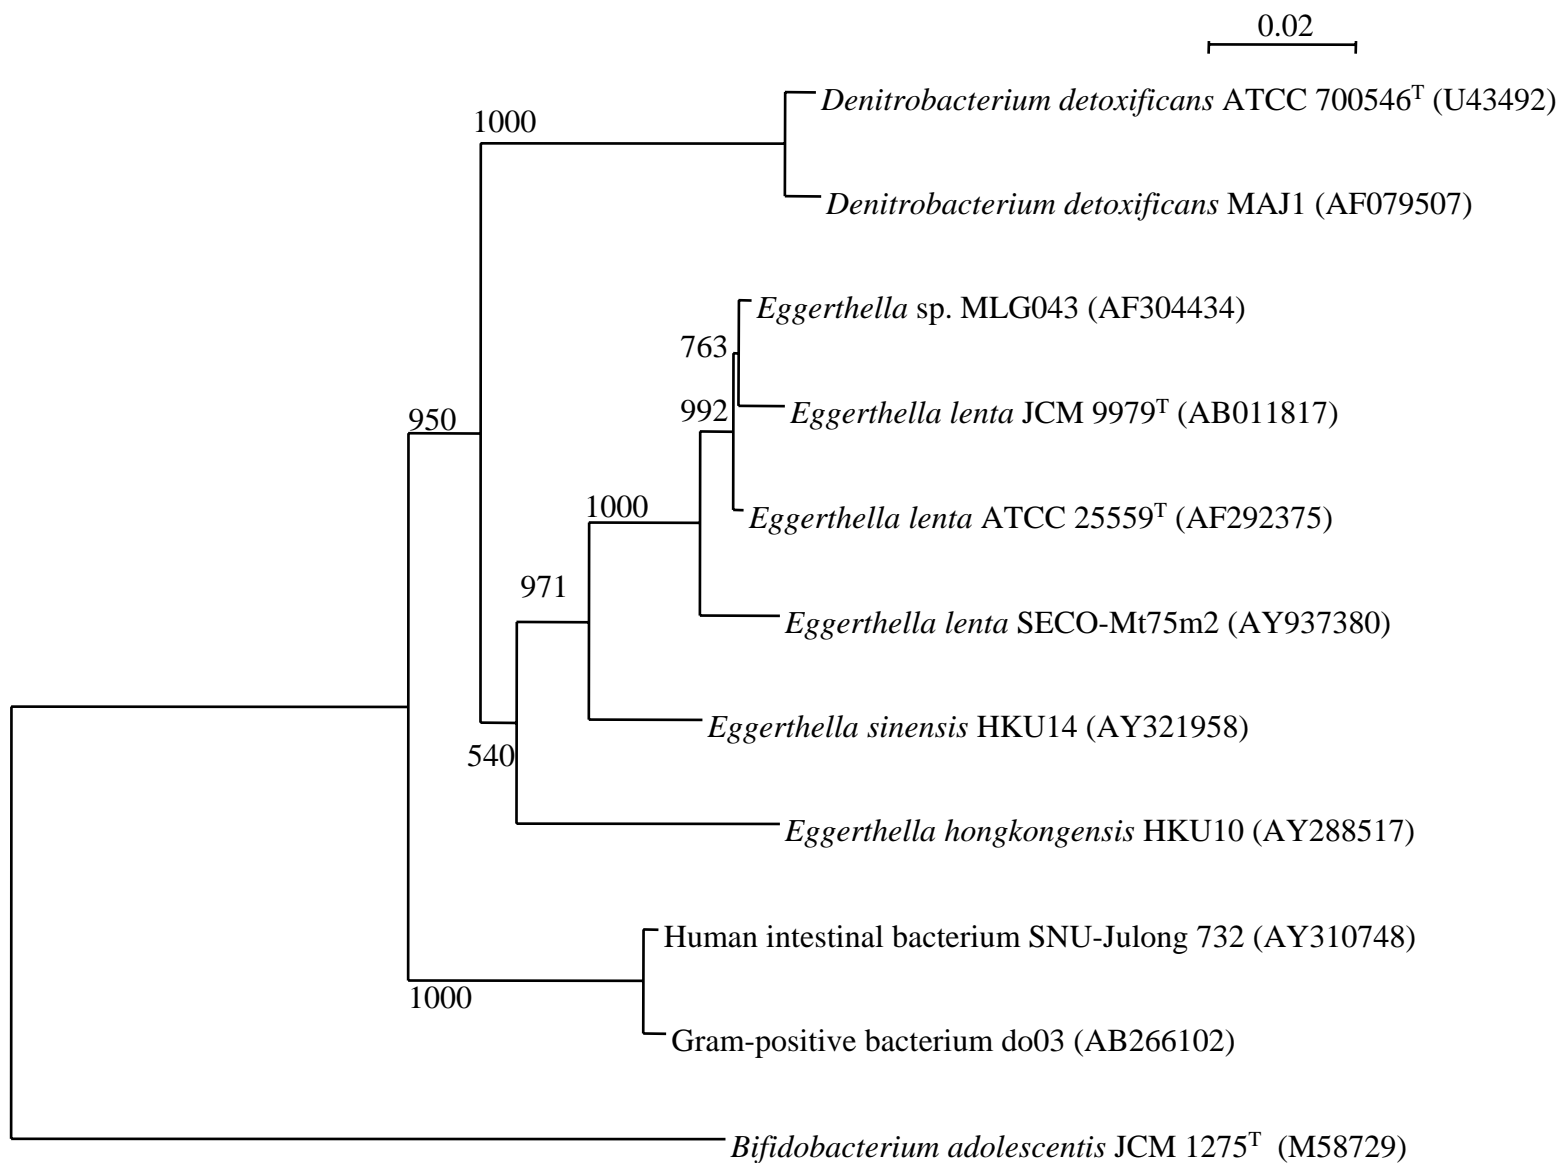 0.02
Denitrobacterium detoxificans ATCC 700546T (U43492)
1000
Denitrobacterium detoxificans MAJ1 (AF079507)
Eggerthella sp. MLG043 (AF304434)
763
992
Eggerthella lenta JCM 9979T (AB011817)
950
1000
Eggerthella lenta ATCC 25559T (AF292375)
971
Eggerthella lenta SECO-Mt75m2 (AY937380)
Eggerthella sinensis HKU14 (AY321958)
540
Eggerthella hongkongensis HKU10 (AY288517)
Human intestinal bacterium SNU-Julong 732 (AY310748)
1000
Gram-positive bacterium do03 (AB266102)
Bifidobacterium adolescentis JCM 1275T (M58729)